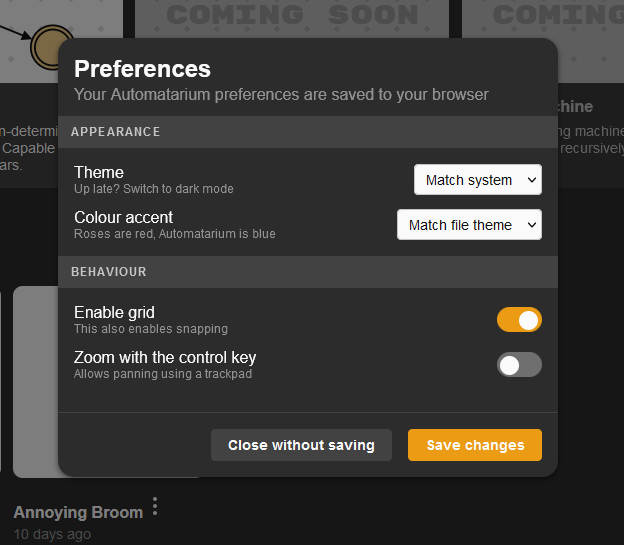 COMING SOON
COMING
Preferences
Your Automatarium preferences are saved to your browser
APPEARANCE
Theme
Up late? Switch to dark mode
Match system
Colour accent
Roses are red, Automatarium is blue
Match file theme
BEHAVIOUR
Enable grid
This also enables snapping
Zoom with the control key
Allows panning using a trackpad
Close without saving
Save changes
n-determi
Capable
ars.
hine
ng machine
recursively
Annoying Broom
10 days ago